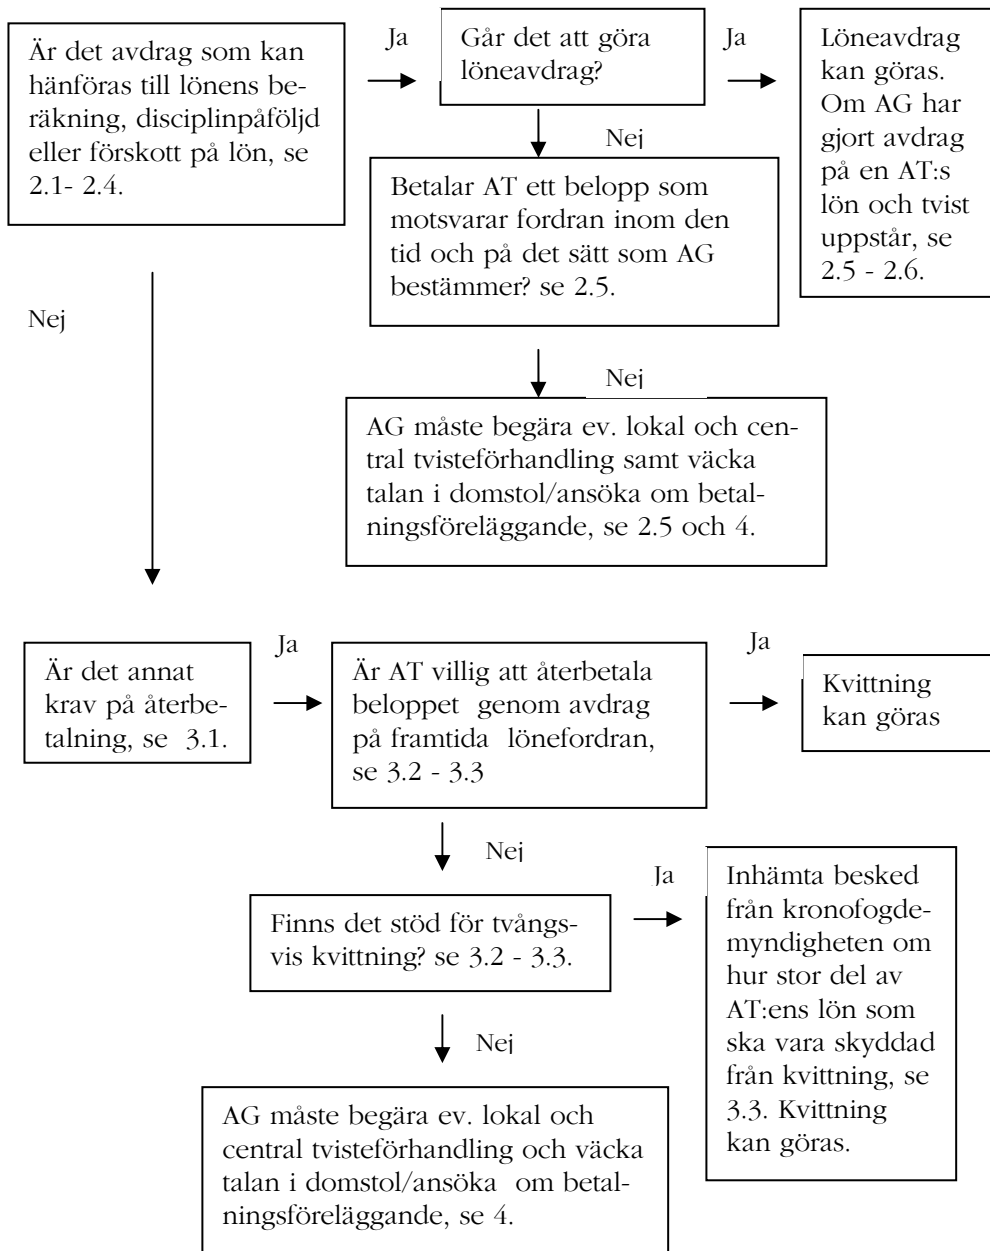 Är det avdrag som kan
hänföras till lönens be-
räkning, disciplinpåföljd
eller förskott på lön, se
2.1- 2.4.
Ja
Går det att göra
löneavdrag?
Ja
Löneavdrag
kan göras.
Om AG har
gjort avdrag
på en AT:s
lön och tvist
uppstår, se
2.5 - 2.6.
Nej
Betalar AT ett belopp som
motsvarar fordran inom den
tid och på det sätt som AG
bestämmer? se 2.5.
Nej
Nej
AG måste begära ev. lokal och cen-
tral tvisteförhandling samt väcka
talan i domstol/ansöka om betal-
ningsföreläggande, se 2.5 och 4.
Är det annat
krav på återbe-
talning, se 3.1.
Ja
Är AT villig att återbetala
beloppet genom avdrag
på framtida lönefordran,
se 3.2 - 3.3
Ja
Kvittning
kan göras
Nej
Finns det stöd för tvångs-
vis kvittning? se 3.2 - 3.3.
Ja
Inhämta besked
från kronofogde-
myndigheten om
hur stor del av
AT:ens lön som
ska vara skyddad
från kvittning, se
3.3. Kvittning
kan göras.
Nej
AG måste begära ev. lokal och
central tvisteförhandling och väcka
talan i domstol/ansöka om betal-
ningsföreläggande, se 4.